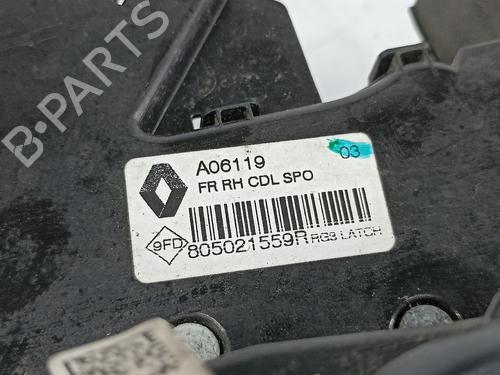 B-PARTS
A06119
FR RH CDL SPO
03
9FD
805021559R RG3 LATCH